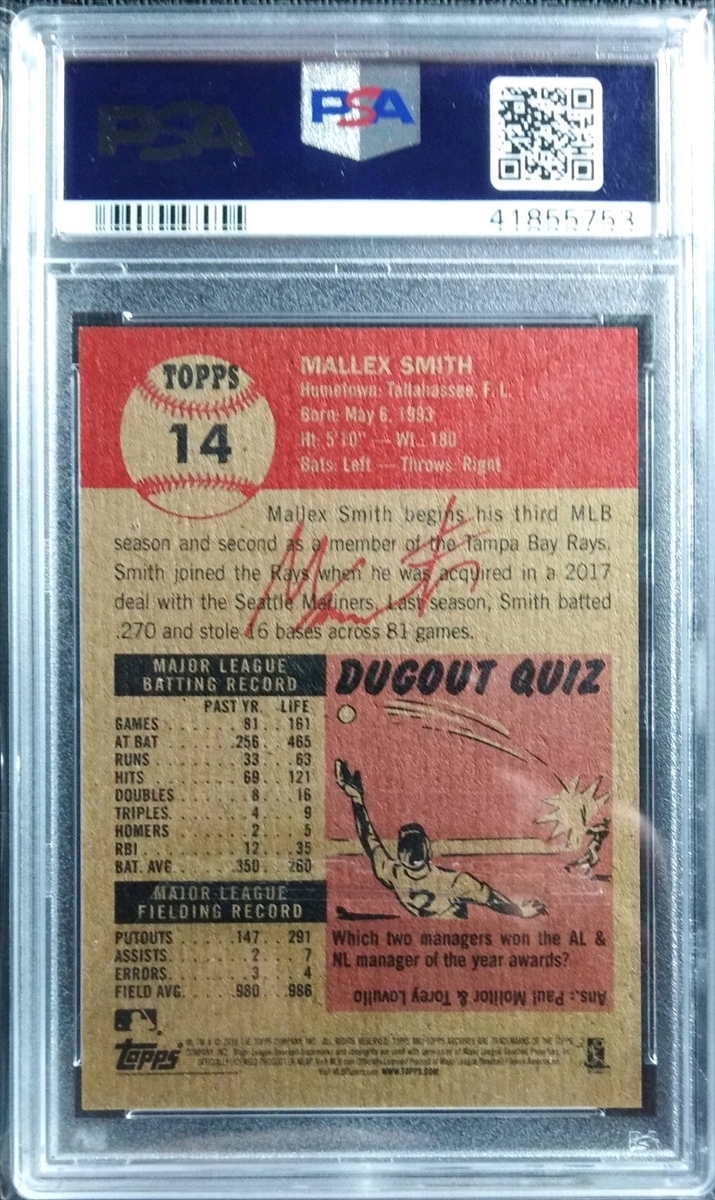 PSA PSA
41855753
TOPPS
14
MALLEX SMITH
Hometown: Tallahassee, F. L.
Born: May 6, 1993
Ht: 5'10" — Wt.: 180
Bats: Left — Throws: Right
Mallex Smith begins his third MLB
season and second as a member of the Tampa Bay Rays.
Smith joined the Rays when he was acquired in a 2017
deal with the Seattle Mariners. Last season, Smith batted
.270 and stole 16 bases across 81 games.
MAJOR LEAGUE
BATTING RECORD
PAST YR. LIFE
GAMES . . . . . . . 81 . . 161
AT BAT . . . . . . . 256 . . 465
RUNS . . . . . . . 33 . . 63
HITS . . . . . . . 69 . . 121
DOUBLES . . . . . . . 8 . . 16
TRIPLES . . . . . . . 4 . . 9
HOMERS . . . . . . . 2 . . 5
RBI . . . . . . . 12 . . 35
BAT. AVG. . . . . . .350 . .260
MAJOR LEAGUE
FIELDING RECORD
PUTOUTS . . . . . 147 . . 291
ASSISTS . . . . . . . 2 . . 7
ERRORS . . . . . . . 3 . . 4
FIELD AVG. . . . . .980 . .986
DUGOUT QUIZ
2
Which two managers won the AL &
NL manager of the year awards?
Ans.: Paul Molitor & Torey Lovullo
Topps
WWW.TOPPS.COM